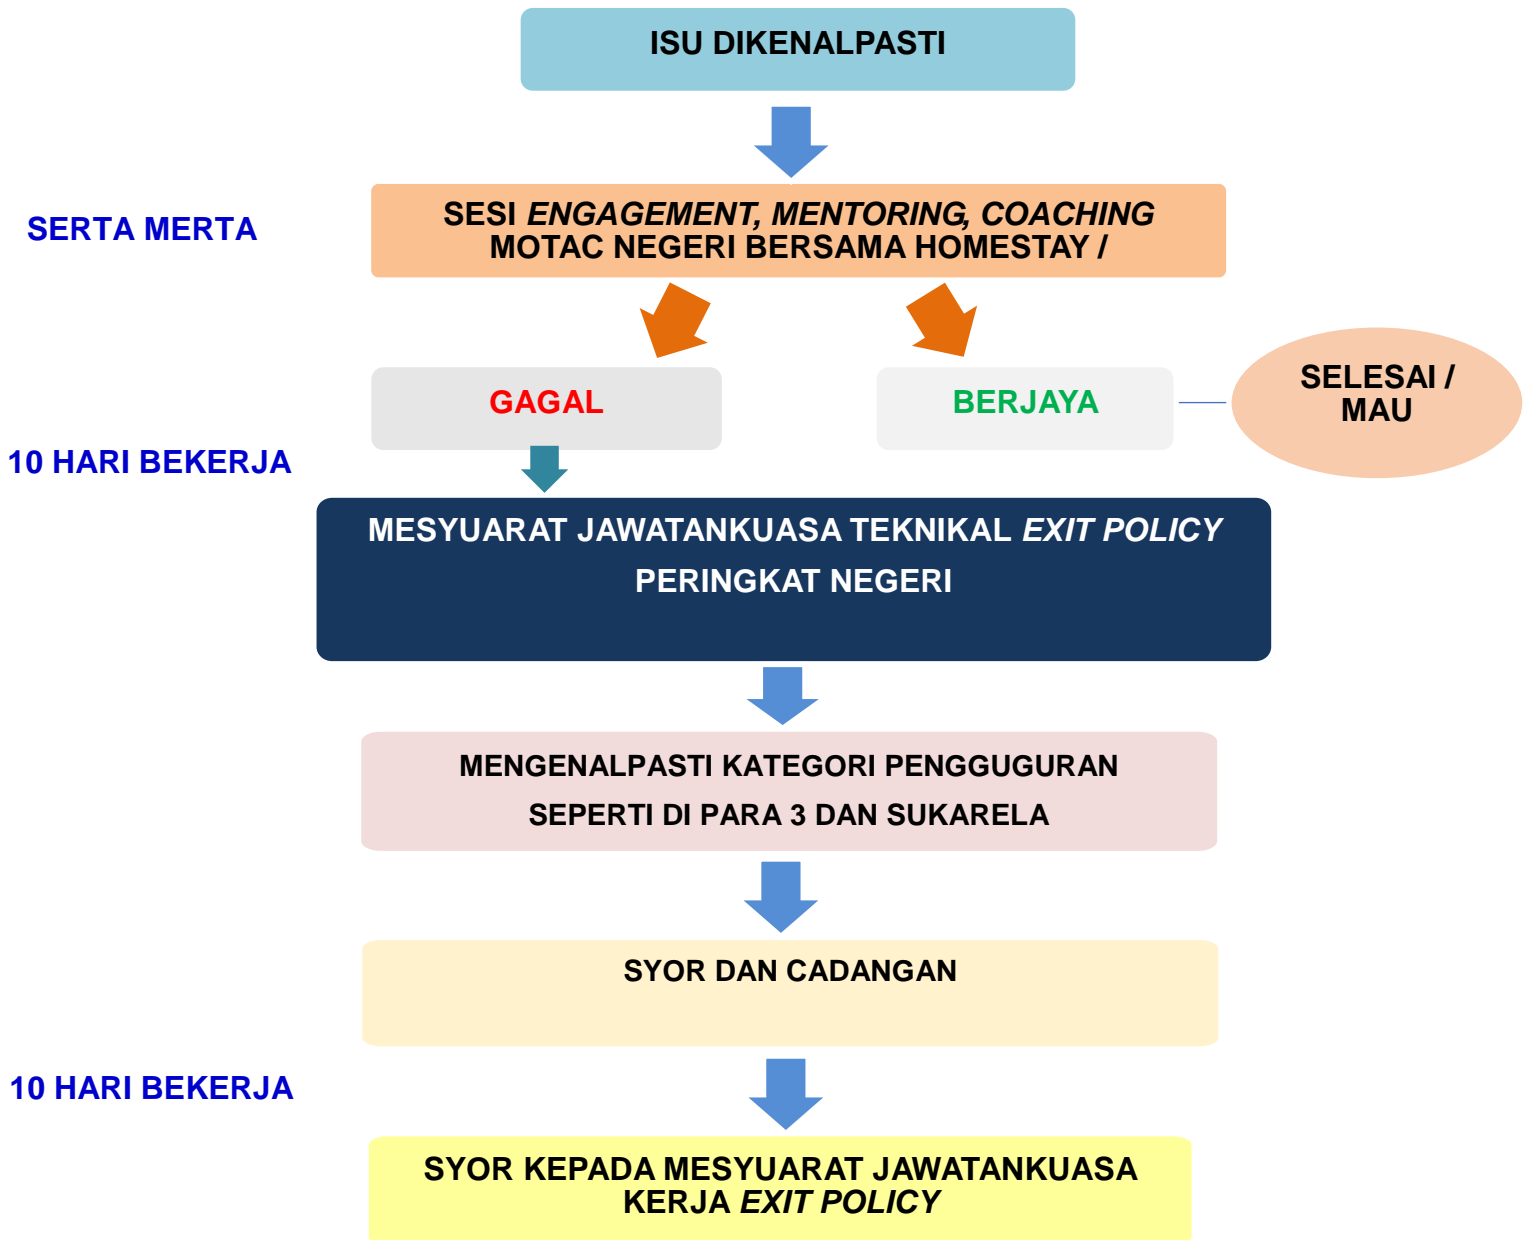 ISU DIKENALPASTI
SERTA MERTA
SESI ENGAGEMENT, MENTORING, COACHING
MOTAC NEGERI BERSAMA HOMESTAY /
GAGAL
BERJAYA
SELESAI /
MAU
10 HARI BEKERJA
MESYUARAT JAWATANKUASA TEKNIKAL EXIT POLICY
PERINGKAT NEGERI
MENGENALPASTI KATEGORI PENGGUGURAN
SEPERTI DI PARA 3 DAN SUKARELA
SYOR DAN CADANGAN
10 HARI BEKERJA
SYOR KEPADA MESYUARAT JAWATANKUASA
KERJA EXIT POLICY